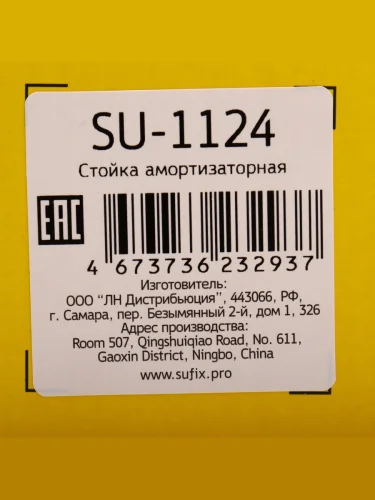 SU-1124
Стойка амортизаторная
EAC
4 673736 232937
Изготовитель:
ООО "ЛН Дистрибьюция", 443066, РФ,
г. Самара, пер. Безымянный 2-й, дом 1, 326
Адрес производства:
Room 507, Qingshuiqiao Road, No. 611,
Gaoxin District, Ningbo, China
www.sufix.pro